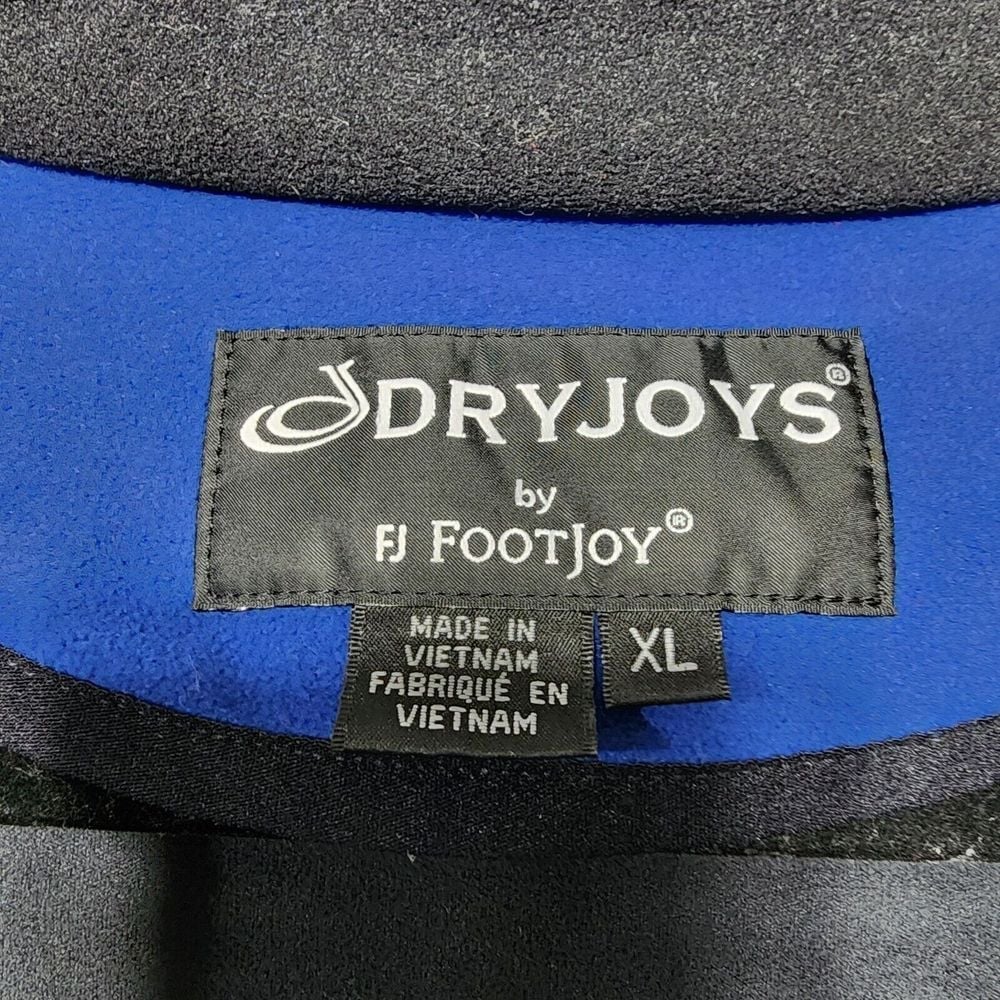 DRYJOYS®
by
FJ FOOTJOY®
MADE IN
VIETNAM
FABRIQUÉ EN
VIETNAM
XL